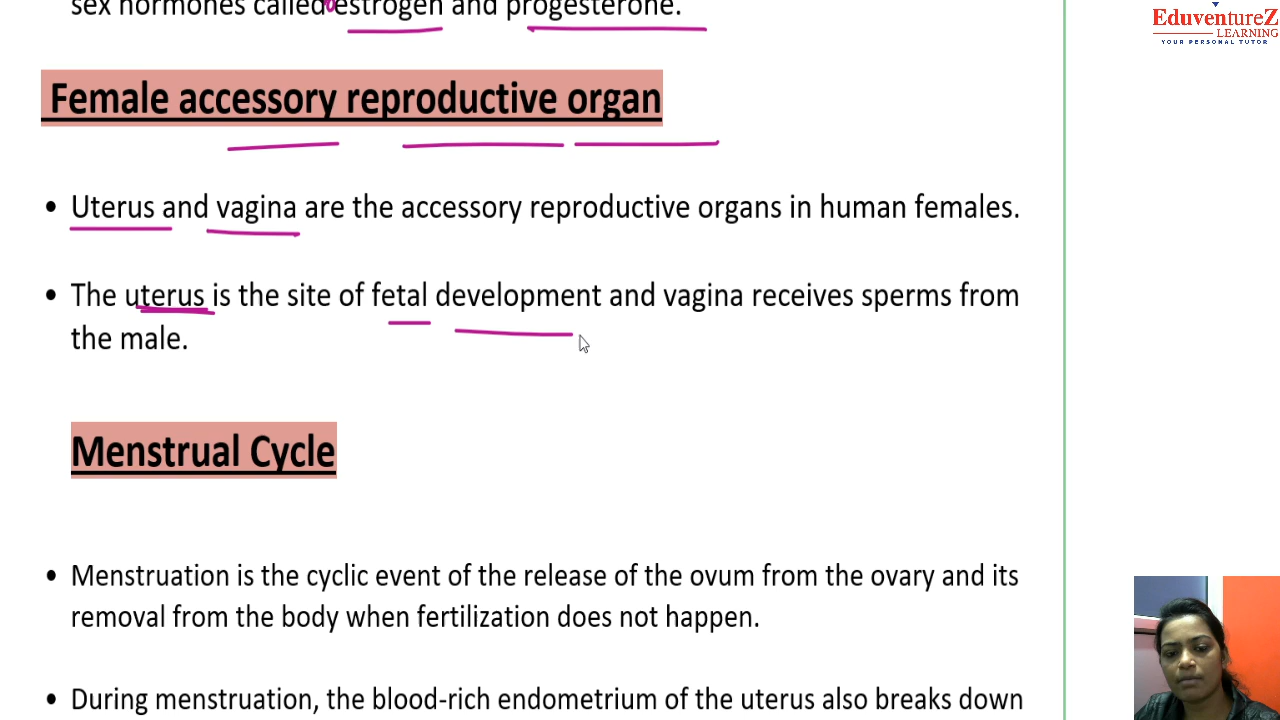 sex hormones called estrogen and progesterone.
EduventureZ
LEARNING
YOUR PERSONAL TUTOR
Female accessory reproductive organ
• Uterus and vagina are the accessory reproductive organs in human females.
• The uterus is the site of fetal development and vagina receives sperms from
the male.
Menstrual Cycle
• Menstruation is the cyclic event of the release of the ovum from the ovary and its
removal from the body when fertilization does not happen.
• During menstruation, the blood-rich endometrium of the uterus also breaks down